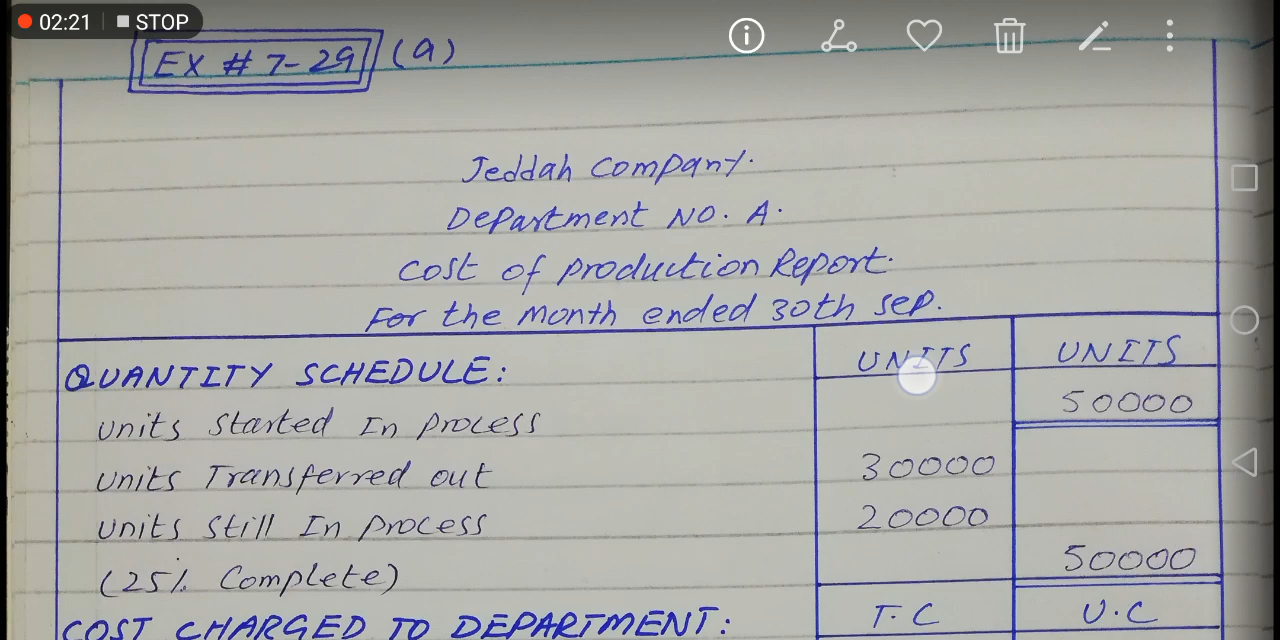 02:21 STOP
EX # 7-29 (a)
Jeddah Company.
Department No. A.
Cost of Production Report.
For the month ended 30th Sep.
QUANTITY SCHEDULE: UNITS UNITS
Units Started In Process 50000
Units Transferred out 30000
Units Still In Process 20000
(25% Complete) 50000
COST CHARGED TO DEPARTMENT: T.C U.C